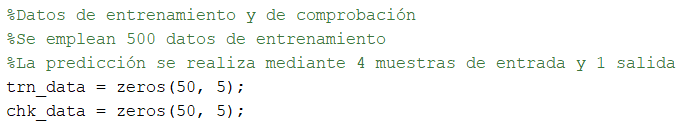 %Datos de entrenamiento y de comprobación
%Se emplean 500 datos de entrenamiento
%La predicción se realiza mediante 4 muestras de entrada y 1 salida
trn_data = zeros(50, 5);
chk_data = zeros(50, 5);